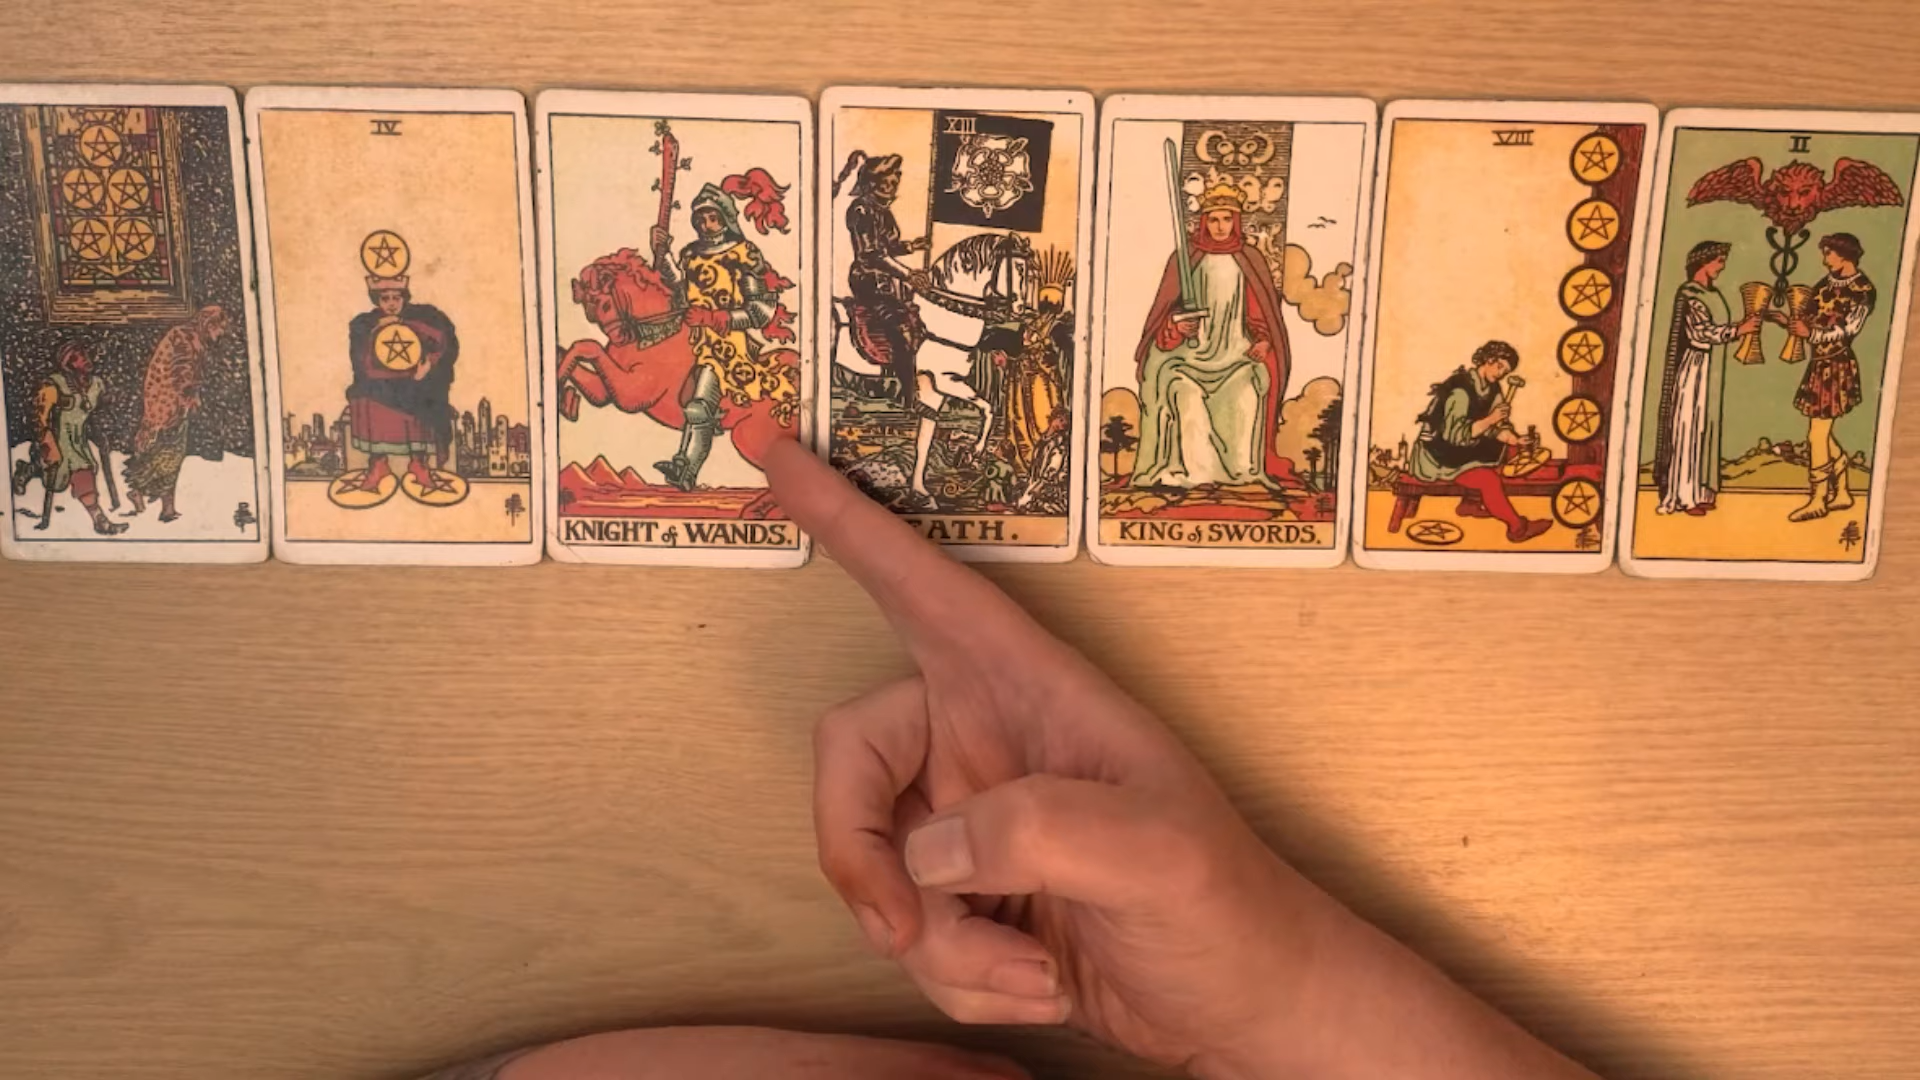 IV
KNIGHT of WANDS.
XIII
EATH.
KING of SWORDS.
VIII
II